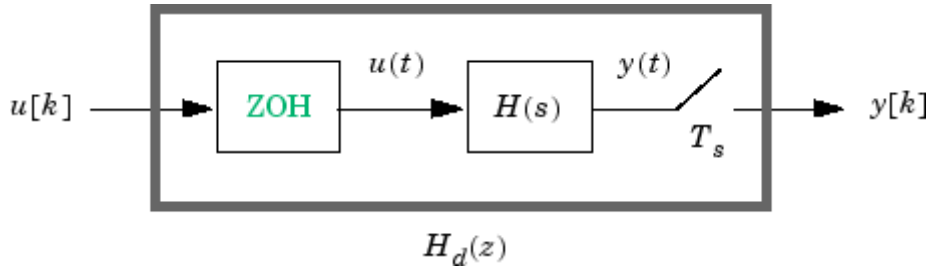 u[k]
ZOH
u(t)
H(s)
y(t)
T_s
y[k]
H_d(z)